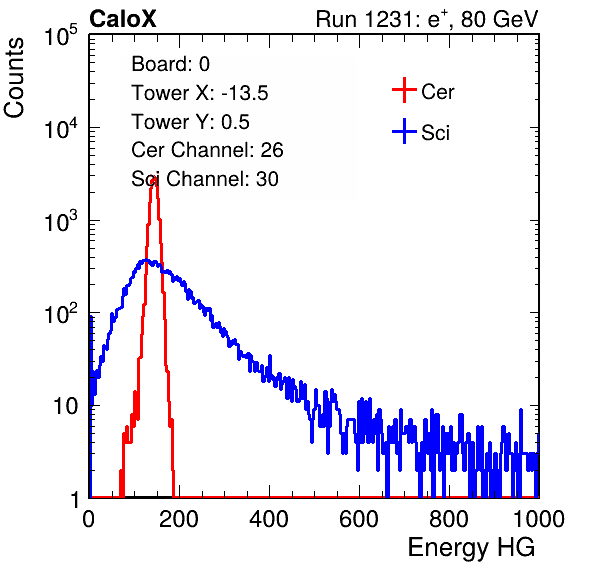 CaloX Run 1231: e⁺, 80 GeV
Board: 0
Tower X: -13.5
Tower Y: 0.5
Cer Channel: 26
Sci Channel: 30
Cer
Sci
Counts
10⁵
10⁴
10³
10²
10
1
0 200 400 600 800 1000
Energy HG